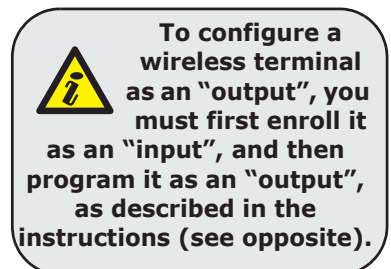 To configure a
wireless terminal
as an “output”, you
must first enroll it
as an “input”, and then
program it as an “output”,
as described in the
instructions (see opposite).